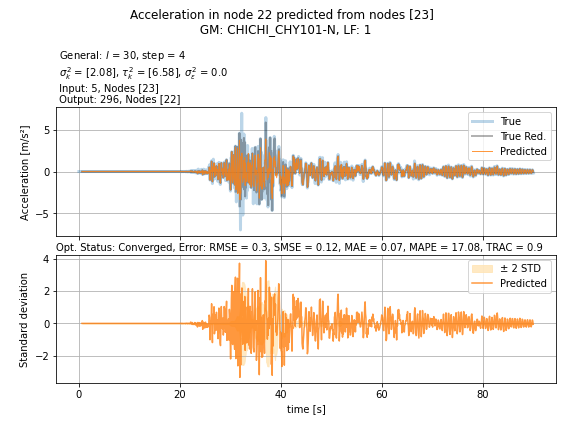 Acceleration in node 22 predicted from nodes [23]
GM: CHICHI_CHY101-N, LF: 1
General: l = 30, step = 4
σ²ₖ = [2.08], τ²ₖ = [6.58], σ²ₑ = 0.0
Input: 5, Nodes [23]
Output: 296, Nodes [22]
Acceleration [m/s²]
5
0
−5
True
True Red.
Predicted
Opt. Status: Converged, Error: RMSE = 0.3, SMSE = 0.12, MAE = 0.07, MAPE = 17.08, TRAC = 0.9
Standard deviation
4
2
0
−2
± 2 STD
Predicted
0 20 40 60 80
time [s]